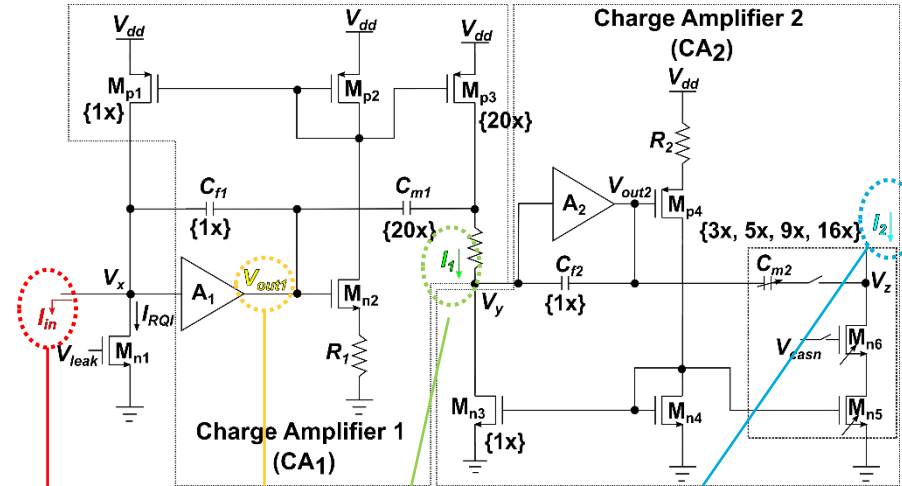 Charge Amplifier 2
(CA2)
Vdd
Vdd
Vdd
Vdd
Mp1
{1x}
Mp2
Mp3
{20x}
R2
Cf1
{1x}
Cm1
{20x}
A2
Vout2
Mp4
{3x, 5x, 9x, 16x}
I2
I1
Cf2
{1x}
Cm2
Vx
Vy
Vz
Iin
IRQI
A1
Vout1
Mn2
Vleak
Mn1
R1
Vcasn
Mn6
Mn3
{1x}
Mn4
Mn5
Charge Amplifier 1
(CA1)